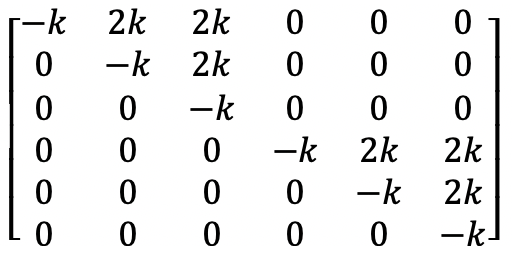 −k 2k 2k 0 0 0
0 −k 2k 0 0 0
0 0 −k 0 0 0
0 0 0 −k 2k 2k
0 0 0 0 −k 2k
0 0 0 0 0 −k